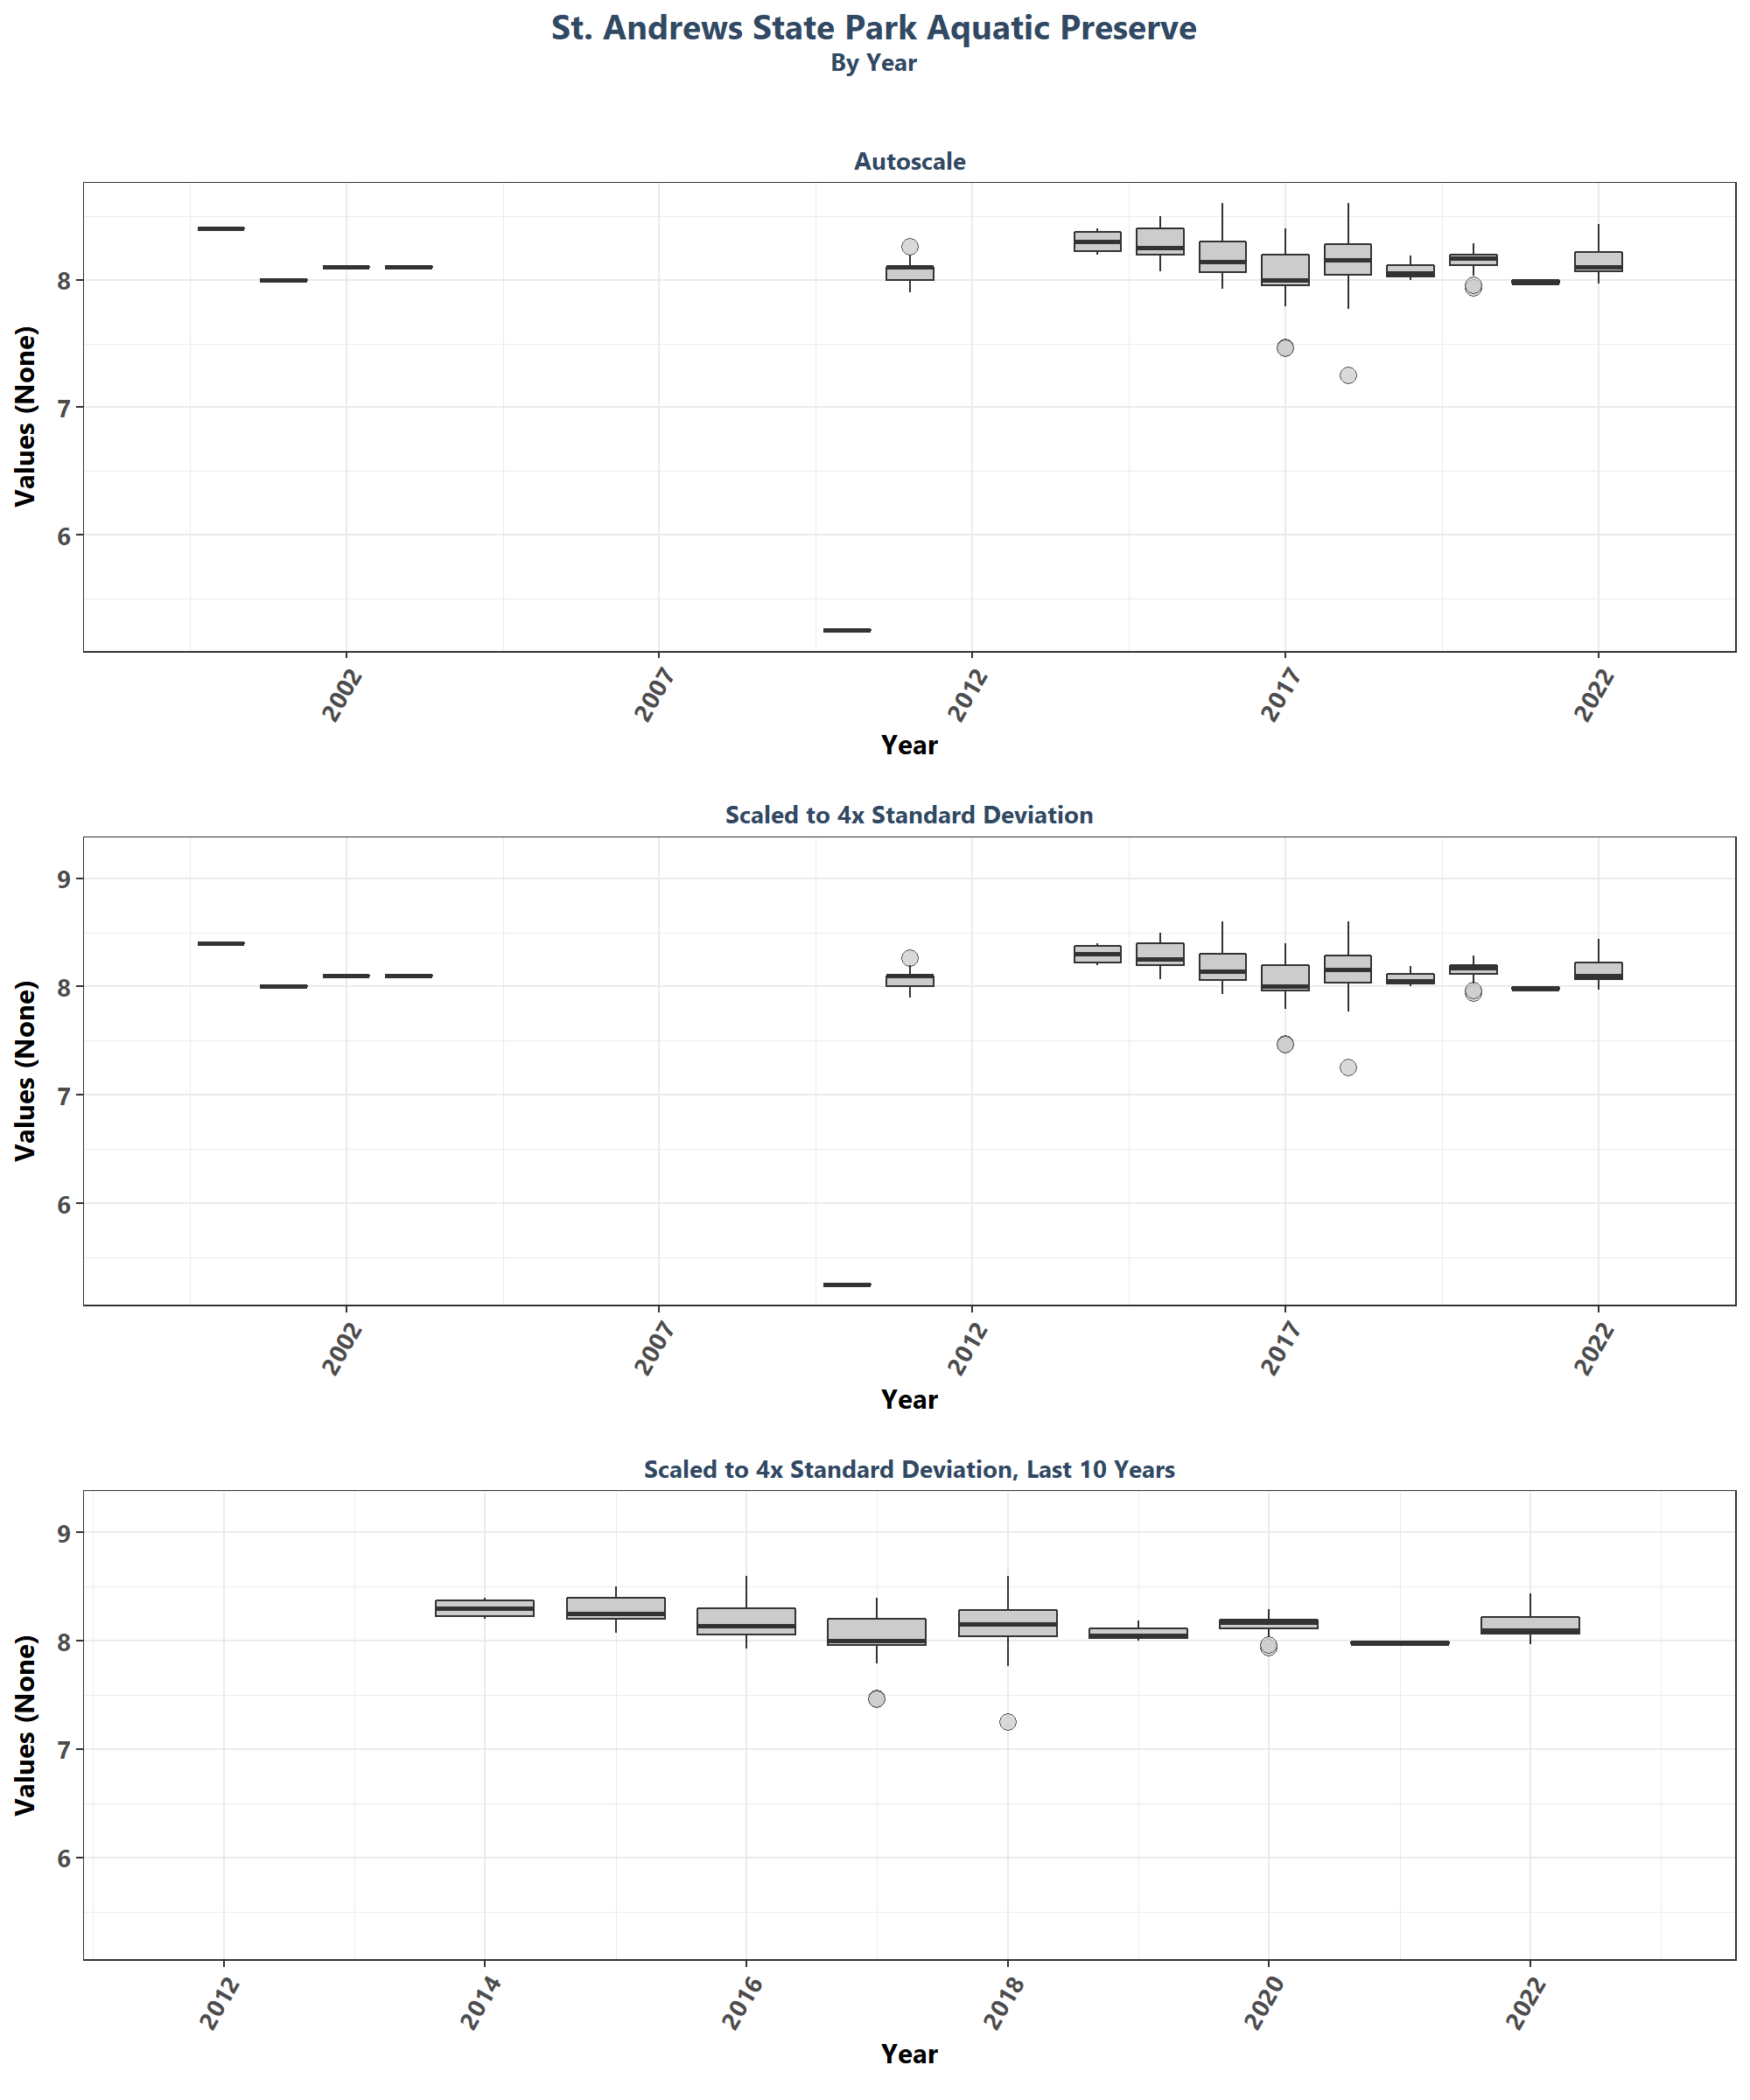 St. Andrews State Park Aquatic Preserve
By Year
Autoscale
Values (None)
8
7
6
2002
2007
2012
2017
2022
Year
Scaled to 4x Standard Deviation
Values (None)
9
8
7
6
2002
2007
2012
2017
2022
Year
Scaled to 4x Standard Deviation, Last 10 Years
Values (None)
9
8
7
6
2012
2014
2016
2018
2020
2022
Year